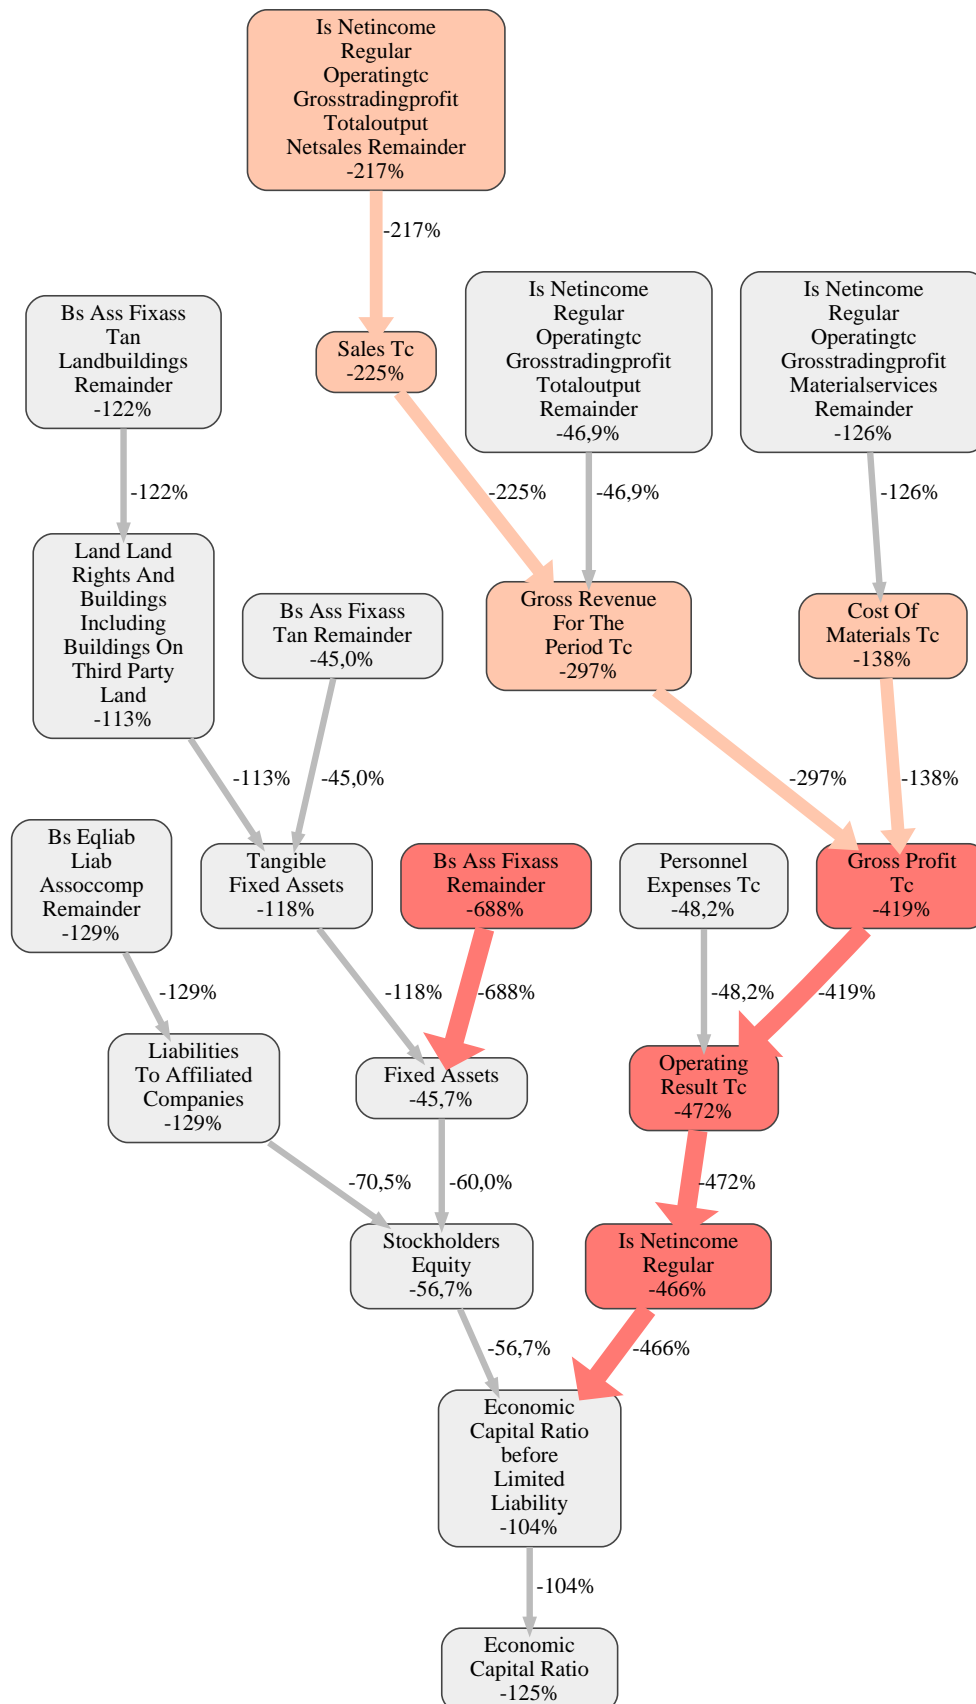 Is Netincome
Regular
Operatingtc
Grosstradingprofit
Totaloutput
Netsales Remainder
-217%
-217%
Bs Ass Fixass
Tan
Landbuildings
Remainder
-122%
Sales Tc
-225%
Is Netincome
Regular
Operatingtc
Grosstradingprofit
Totaloutput
Remainder
-46,9%
Is Netincome
Regular
Operatingtc
Grosstradingprofit
Materialservices
Remainder
-126%
-122%
-225%
-46,9%
-126%
Land Land
Rights And
Buildings
Including
Buildings On
Third Party
Land
-113%
Bs Ass Fixass
Tan Remainder
-45,0%
Gross Revenue
For The
Period Tc
-297%
Cost Of
Materials Tc
-138%
-113%
-45,0%
-297%
-138%
Bs Eqliab
Liab
Assoccomp
Remainder
-129%
Tangible
Fixed Assets
-118%
Bs Ass Fixass
Remainder
-688%
Personnel
Expenses Tc
-48,2%
Gross Profit
Tc
-419%
-129%
-118%
-688%
-48,2%
-419%
Liabilities
To Affiliated
Companies
-129%
Fixed Assets
-45,7%
Operating
Result Tc
-472%
-70,5%
-60,0%
-472%
Stockholders
Equity
-56,7%
Is Netincome
Regular
-466%
-56,7%
-466%
Economic
Capital Ratio
before
Limited
Liability
-104%
-104%
Economic
Capital Ratio
-125%